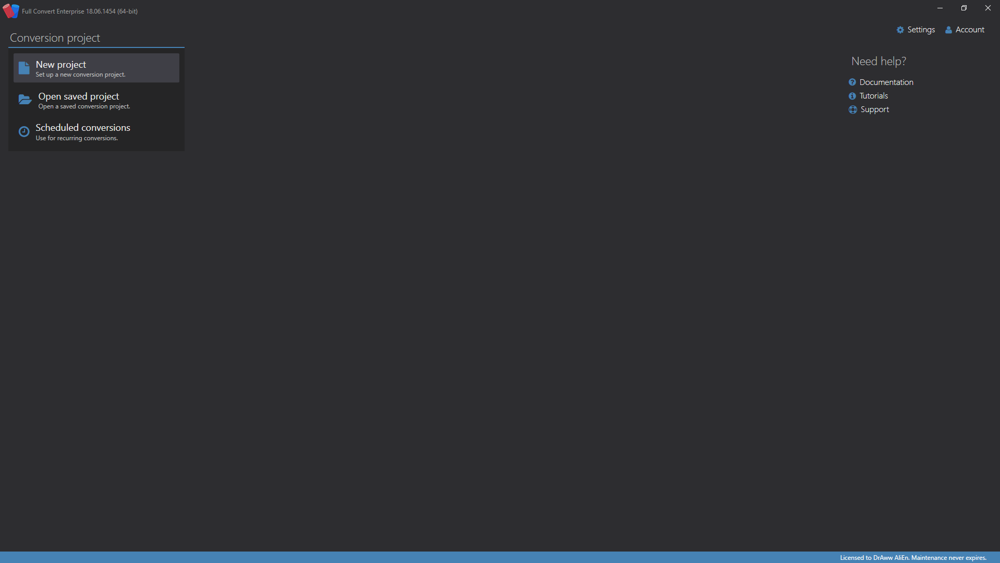 Full Convert Enterprise 18.06.1454 (64-bit)
Settings
Account
Conversion project
New project
Set up a new conversion project.
Open saved project
Open a saved conversion project.
Scheduled conversions
Use for recurring conversions.
Need help?
Documentation
Tutorials
Support
Licensed to DrAww AliEn. Maintenance never expires.